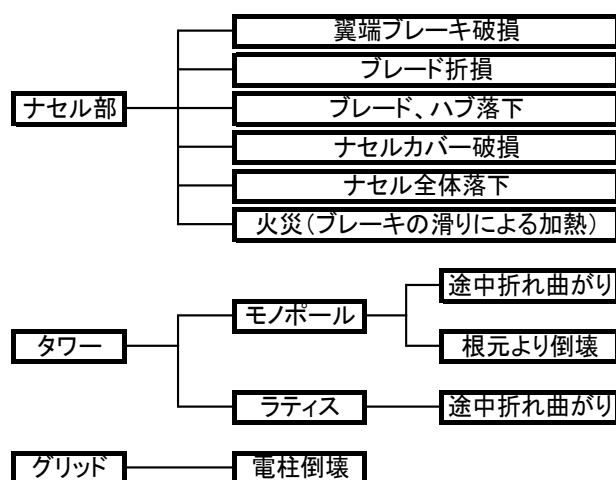 翼端ブレーキ破損
ブレード折損
ナセル部
ブレード、ハブ落下
ナセルカバー破損
ナセル全体落下
火災(ブレーキの滑りによる加熱)
途中折れ曲がり
モノポール
タワー
根元より倒壊
ラティス
途中折れ曲がり
グリッド
電柱倒壊